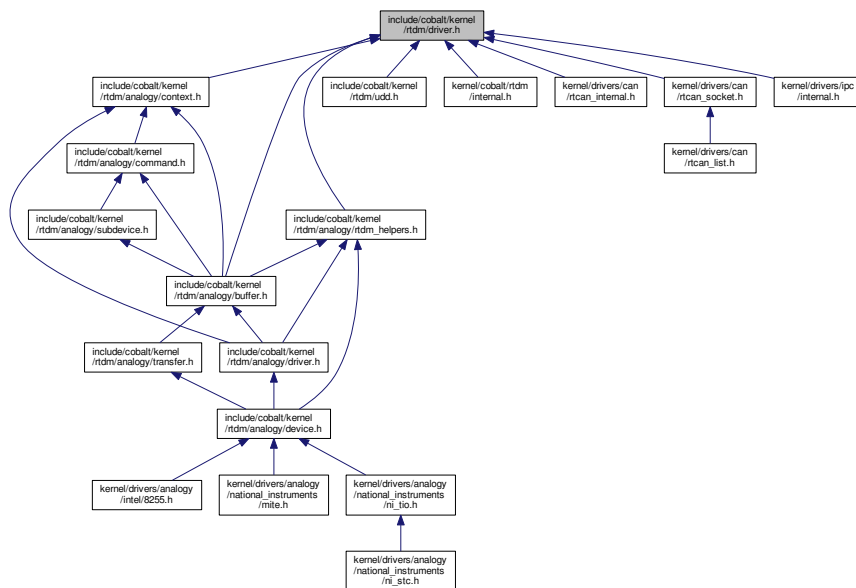 include/cobalt/kernel
/rtdm/driver.h
include/cobalt/kernel
/rtdm/analogy/context.h
include/cobalt/kernel
/rtdm/udd.h
kernel/cobalt/rtdm
/internal.h
kernel/drivers/can
/rtcan_internal.h
kernel/drivers/can
/rtcan_socket.h
kernel/drivers/ipc
/internal.h
include/cobalt/kernel
/rtdm/analogy/command.h
kernel/drivers/can
/rtcan_list.h
include/cobalt/kernel
/rtdm/analogy/subdevice.h
include/cobalt/kernel
/rtdm/analogy/rtdm_helpers.h
include/cobalt/kernel
/rtdm/analogy/buffer.h
include/cobalt/kernel
/rtdm/analogy/transfer.h
include/cobalt/kernel
/rtdm/analogy/driver.h
include/cobalt/kernel
/rtdm/analogy/device.h
kernel/drivers/analogy
/intel/8255.h
kernel/drivers/analogy
/national_instruments
/mite.h
kernel/drivers/analogy
/national_instruments
/ni_tio.h
kernel/drivers/analogy
/national_instruments
/ni_stc.h